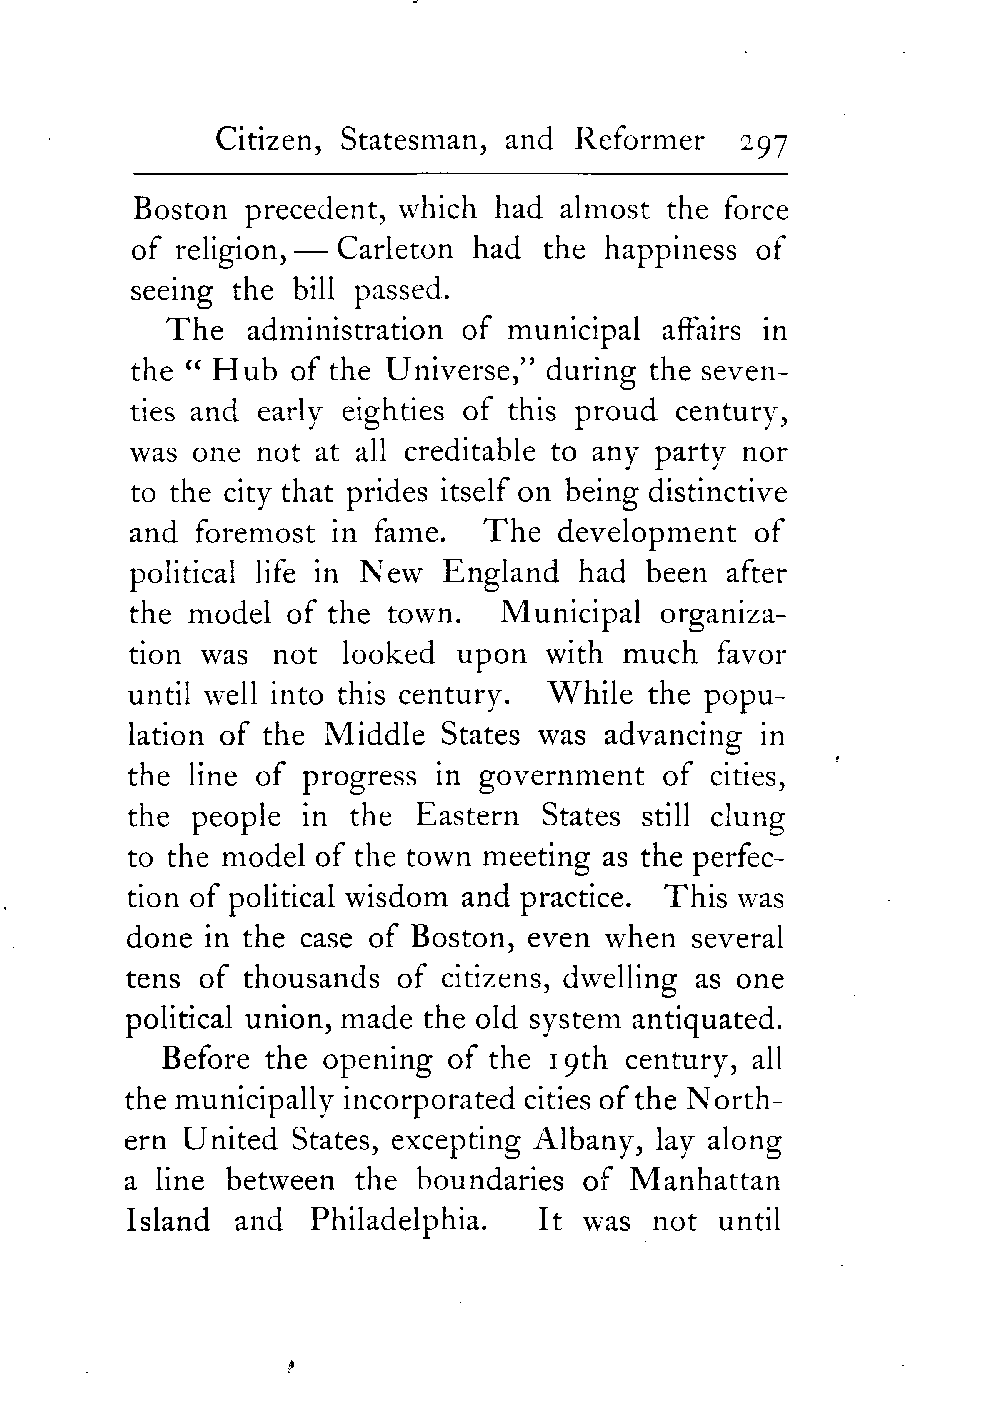 Citizen, Statesman, and Reformer 297
Boston precedent, which had almost the force
of religion, — Carleton had the happiness of
seeing the bill passed.
The administration of municipal affairs in
the “ Hub of the Universe,” during the seven-
ties and early eighties of this proud century,
was one not at all creditable to any party nor
to the city that prides itself on being distinctive
and foremost in fame. The development of
political life in New England had been after
the model of the town. Municipal organiza-
tion was not looked upon with much favor
until well into this century. While the popu-
lation of the Middle States was advancing in
the line of progress in government of cities,
the people in the Eastern States still clung
to the model of the town meeting as the perfec-
tion of political wisdom and practice. This was
done in the case of Boston, even when several
tens of thousands of citizens, dwelling as one
political union, made the old system antiquated.
Before the opening of the 19th century, all
the municipally incorporated cities of the North-
ern United States, excepting Albany, lay along
a line between the boundaries of Manhattan
Island and Philadelphia. It was not until